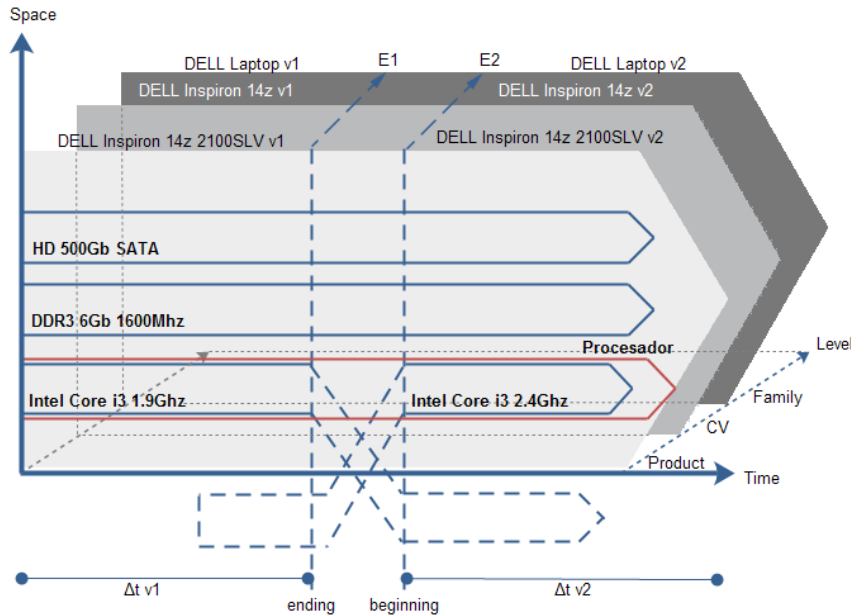 Space
DELL Laptop v1
E1
E2
DELL Laptop v2
DELL Inspiron 14z v1
DELL Inspiron 14z v2
DELL Inspiron 14z 2100SLV v1
DELL Inspiron 14z 2100SLV v2
HD 500Gb SATA
DDR3 6Gb 1600Mhz
Procesador
Level
Intel Core i3 1.9Ghz
Intel Core i3 2.4Ghz
Family
CV
Product
Time
Δt v1
Δt v2
ending
beginning